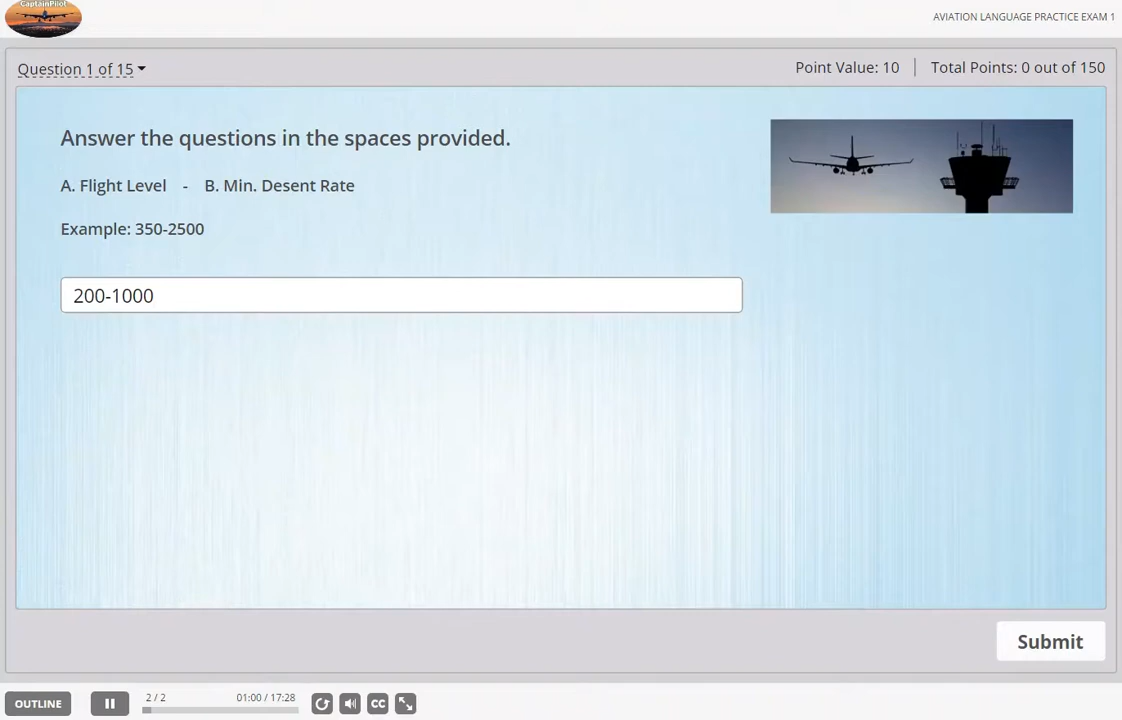 CaptainPilot
AVIATION LANGUAGE PRACTICE EXAM 1
Question 1 of 15
Point Value: 10 | Total Points: 0 out of 150
Answer the questions in the spaces provided.
A. Flight Level - B. Min. Desent Rate
Example: 350-2500
200-1000
Submit
OUTLINE
2 / 2
01:00 / 17:28
CC